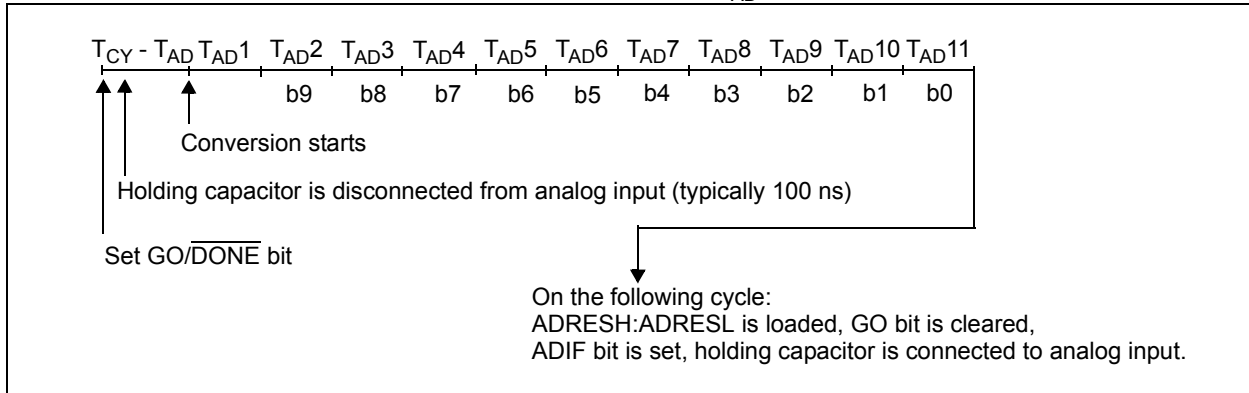 AD
TCY - TAD TAD1 TAD2 TAD3 TAD4 TAD5 TAD6 TAD7 TAD8 TAD9 TAD10 TAD11
b9 b8 b7 b6 b5 b4 b3 b2 b1 b0
Conversion starts
Holding capacitor is disconnected from analog input (typically 100 ns)
Set GO/DONE bit
On the following cycle:
ADRESH:ADRESL is loaded, GO bit is cleared,
ADIF bit is set, holding capacitor is connected to analog input.